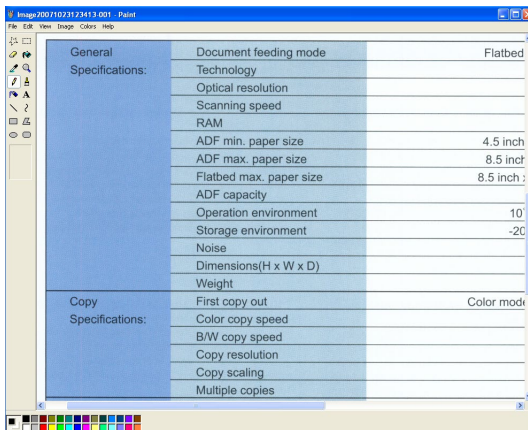 Image20071023123413-001 - Paint
File Edit View Image Colors Help
General Document feeding mode Flatbed
Specifications: Technology
Optical resolution
Scanning speed
RAM
ADF min. paper size 4.5 inch
ADF max. paper size 8.5 inch
Flatbed max. paper size 8.5 inch
ADF capacity
Operation environment 10
Storage environment -20
Noise
Dimensions(H x W x D)
Weight
Copy First copy out Color mode
Specifications: Color copy speed
B/W copy speed
Copy resolution
Copy scaling
Multiple copies